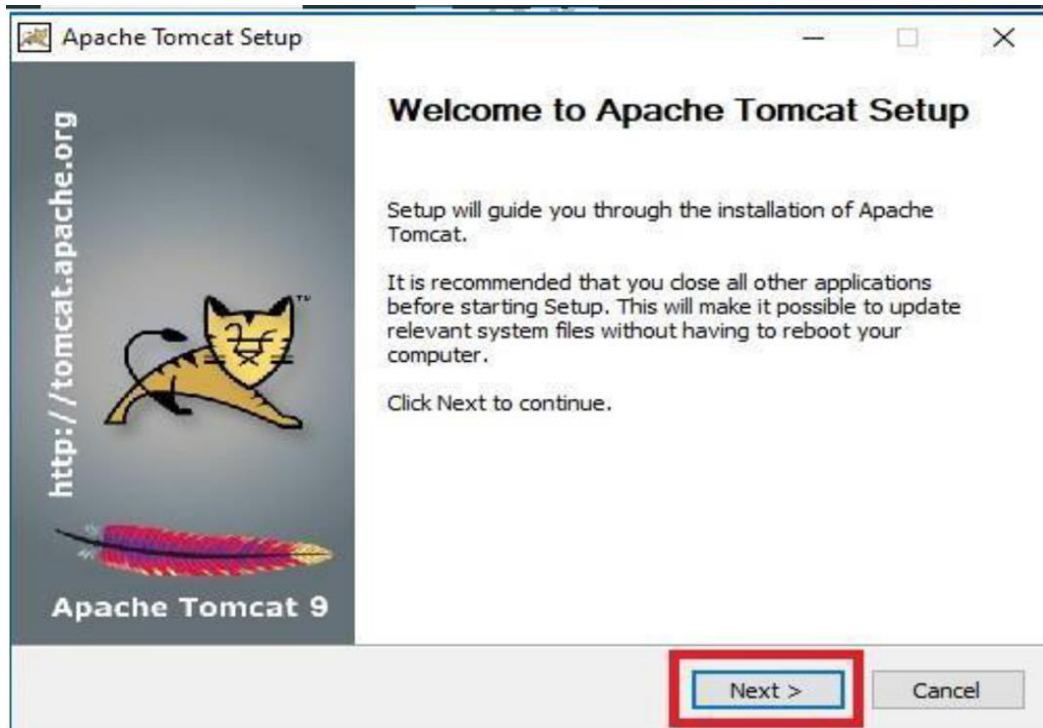 Apache Tomcat Setup
http://tomcat.apache.org
TM
Apache Tomcat 9
Welcome to Apache Tomcat Setup
Setup will guide you through the installation of Apache
Tomcat.
It is recommended that you close all other applications
before starting Setup. This will make it possible to update
relevant system files without having to reboot your
computer.
Click Next to continue.
Next >
Cancel